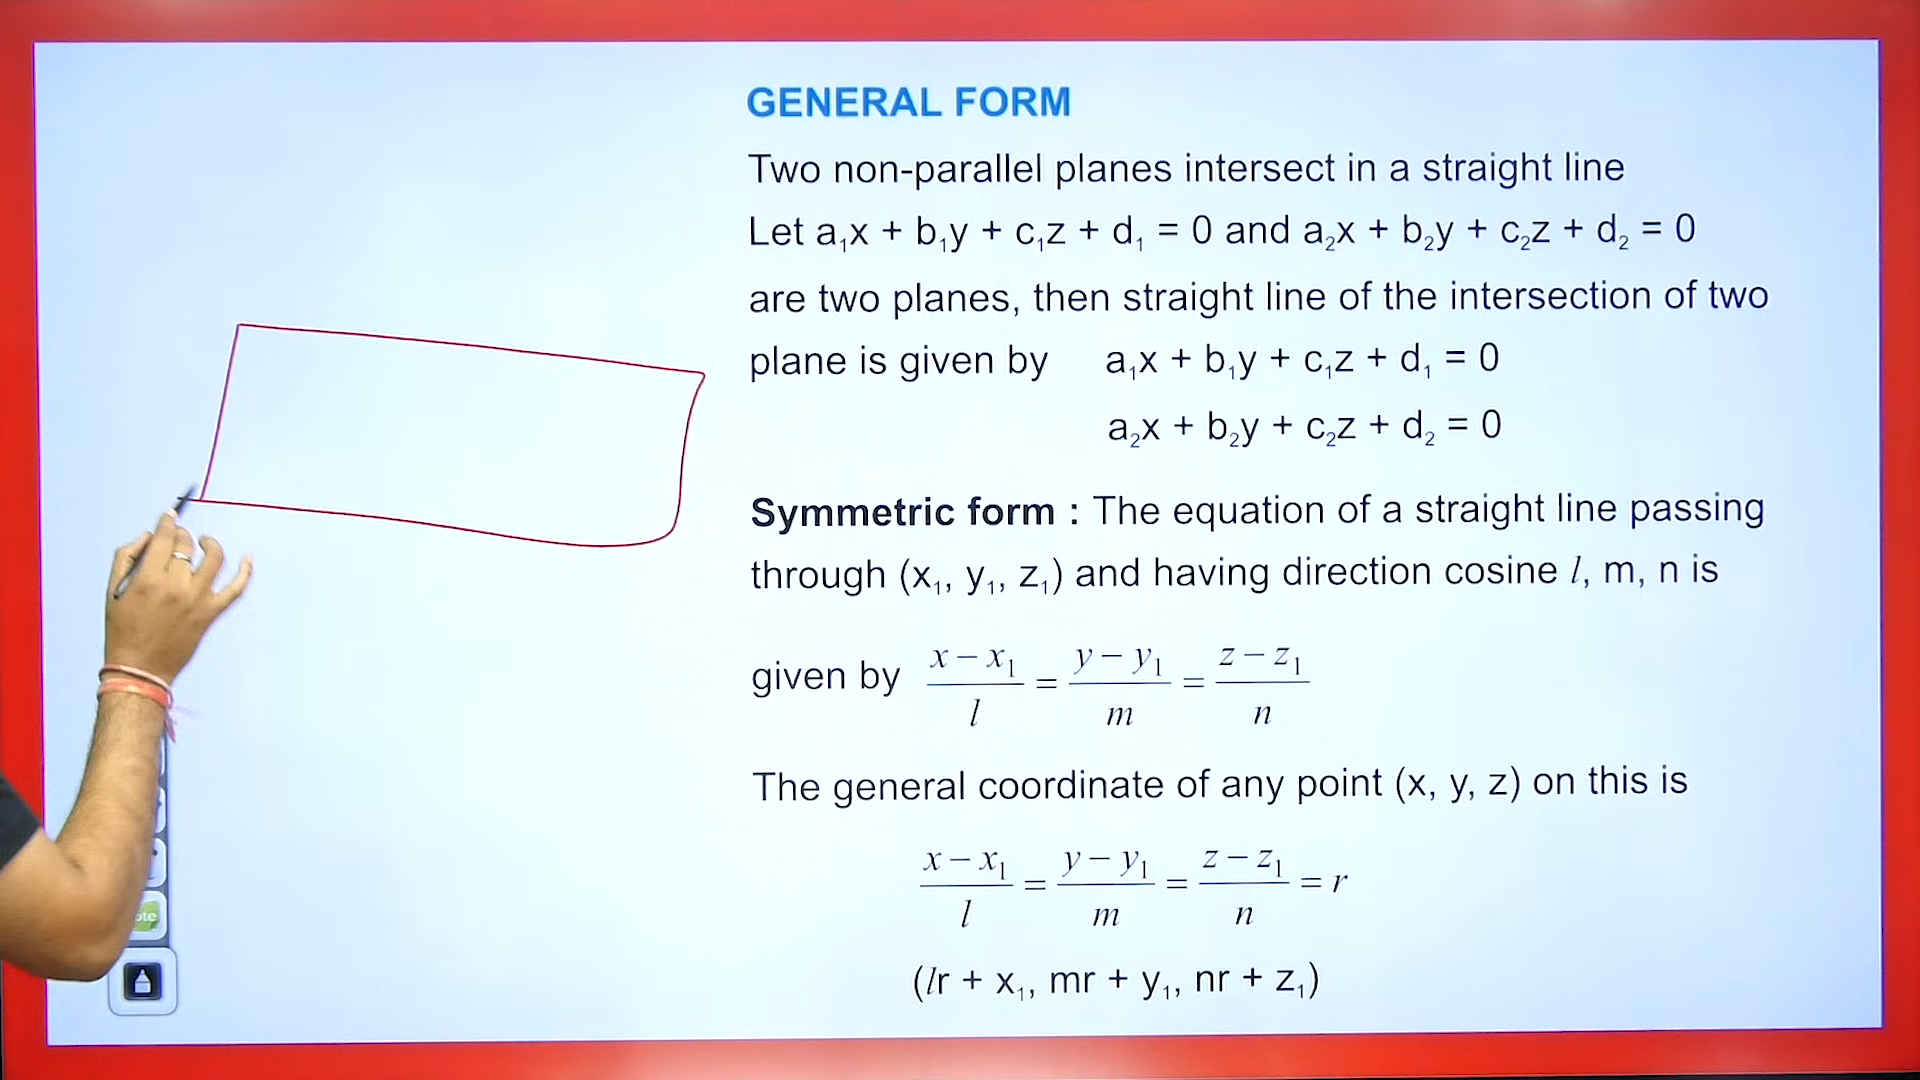 GENERAL FORM
Two non-parallel planes intersect in a straight line
Let a₁x + b₁y + c₁z + d₁ = 0 and a₂x + b₂y + c₂z + d₂ = 0
are two planes, then straight line of the intersection of two
plane is given by a₁x + b₁y + c₁z + d₁ = 0
a₂x + b₂y + c₂z + d₂ = 0
Symmetric form : The equation of a straight line passing
through (x₁, y₁, z₁) and having direction cosine l, m, n is
given by (x − x₁)/l = (y − y₁)/m = (z − z₁)/n
The general coordinate of any point (x, y, z) on this is
(x − x₁)/l = (y − y₁)/m = (z − z₁)/n = r
(lr + x₁, mr + y₁, nr + z₁)